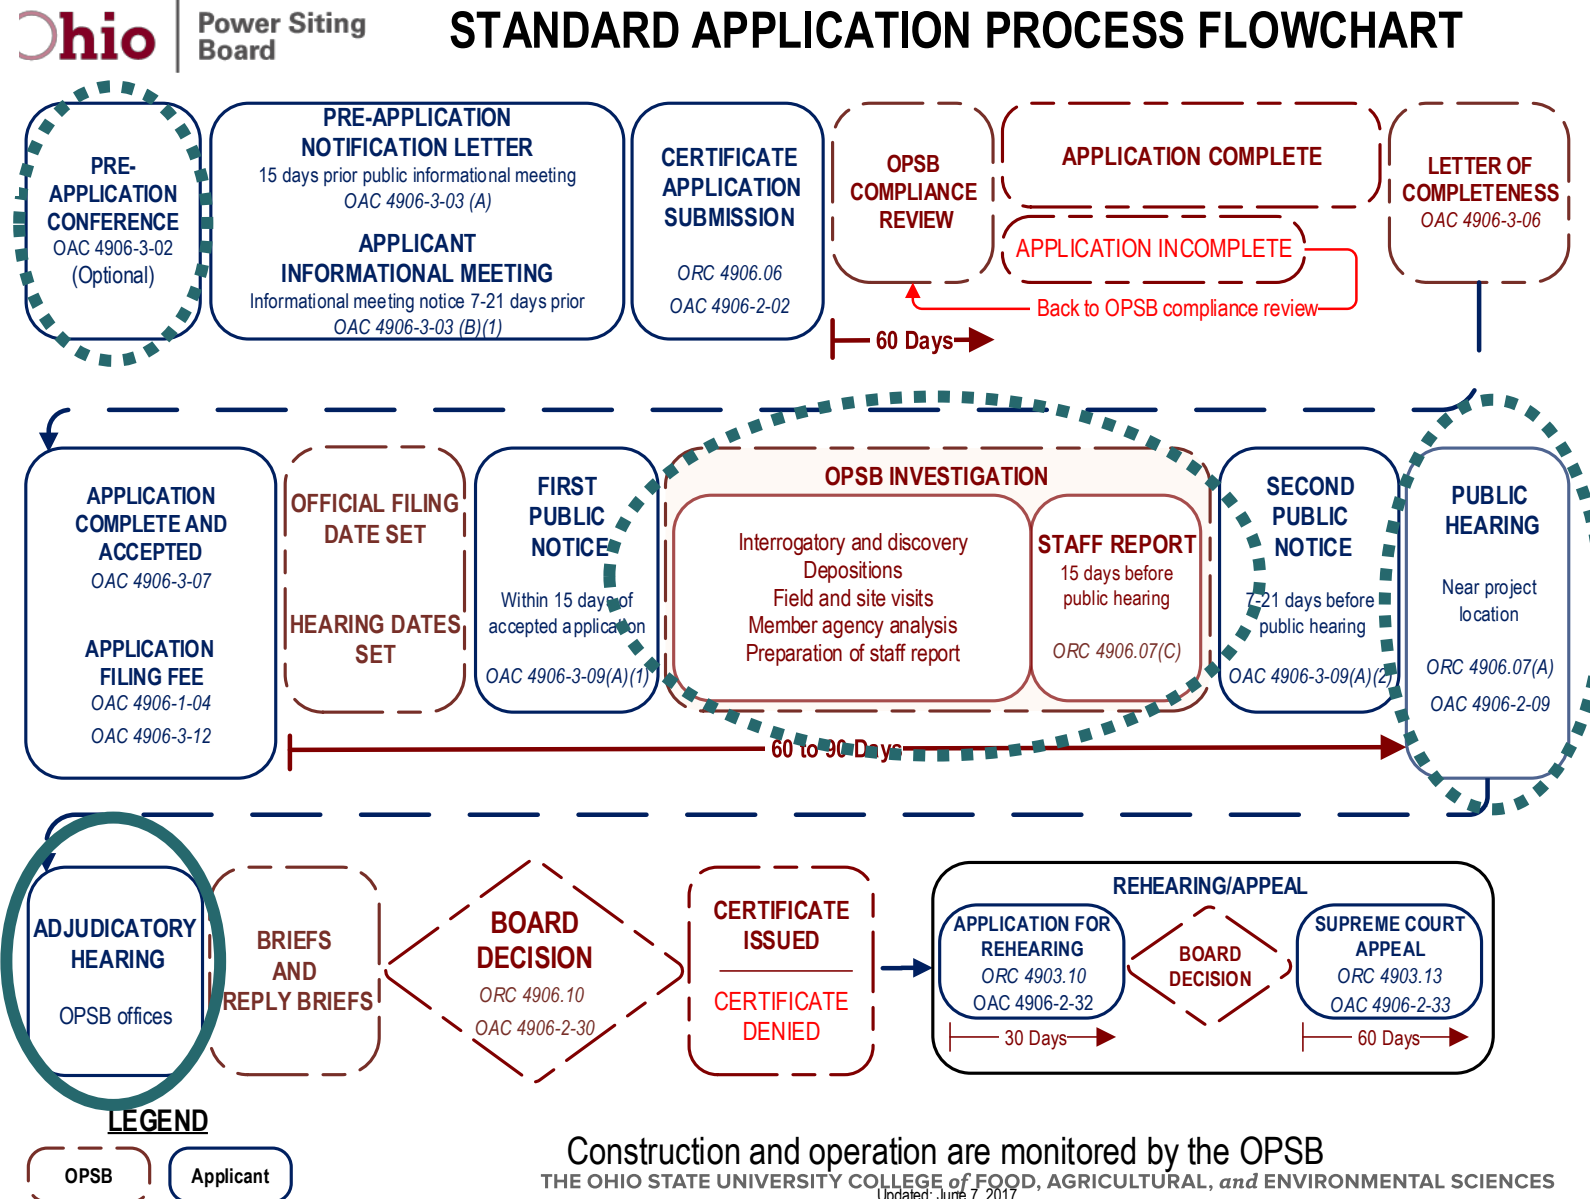 Ohio
Power Siting
Board
STANDARD APPLICATION PROCESS FLOWCHART
PRE-
APPLICATION
CONFERENCE
OAC 4906-3-02
(Optional)
PRE-APPLICATION
NOTIFICATION LETTER
15 days prior public informational meeting
OAC 4906-3-03 (A)
APPLICANT
INFORMATIONAL MEETING
Informational meeting notice 7-21 days prior
OAC 4906-3-03 (B)(1)
CERTIFICATE
APPLICATION
SUBMISSION
ORC 4906.06
OAC 4906-2-02
OPSB
COMPLIANCE
REVIEW
APPLICATION COMPLETE
APPLICATION INCOMPLETE
Back to OPSB compliance review
60 Days
LETTER OF
COMPLETENESS
OAC 4906-3-06
APPLICATION
COMPLETE AND
ACCEPTED
OAC 4906-3-07
APPLICATION
FILING FEE
OAC 4906-1-04
OAC 4906-3-12
OFFICIAL FILING
DATE SET
HEARING DATES
SET
FIRST
PUBLIC
NOTICE
Within 15 days of
accepted application
OAC 4906-3-09(A)(1)
OPSB INVESTIGATION
Interrogatory and discovery
Depositions
Field and site visits
Member agency analysis
Preparation of staff report
STAFF REPORT
15 days before
public hearing
ORC 4906.07(C)
SECOND
PUBLIC
NOTICE
7-21 days before
public hearing
OAC 4906-3-09(A)(2)
PUBLIC
HEARING
Near project
location
ORC 4906.07(A)
OAC 4906-2-09
60 to 90 Days
ADJUDICATORY
HEARING
OPSB offices
BRIEFS
AND
REPLY BRIEFS
BOARD
DECISION
ORC 4906.10
OAC 4906-2-30
CERTIFICATE
ISSUED
CERTIFICATE
DENIED
REHEARING/APPEAL
APPLICATION FOR
REHEARING
ORC 4903.10
OAC 4906-2-32
30 Days
BOARD
DECISION
SUPREME COURT
APPEAL
ORC 4903.13
OAC 4906-2-33
60 Days
LEGEND
OPSB
Applicant
Construction and operation are monitored by the OPSB
THE OHIO STATE UNIVERSITY COLLEGE of FOOD, AGRICULTURAL, and ENVIRONMENTAL SCIENCES
Updated: June 7, 2017